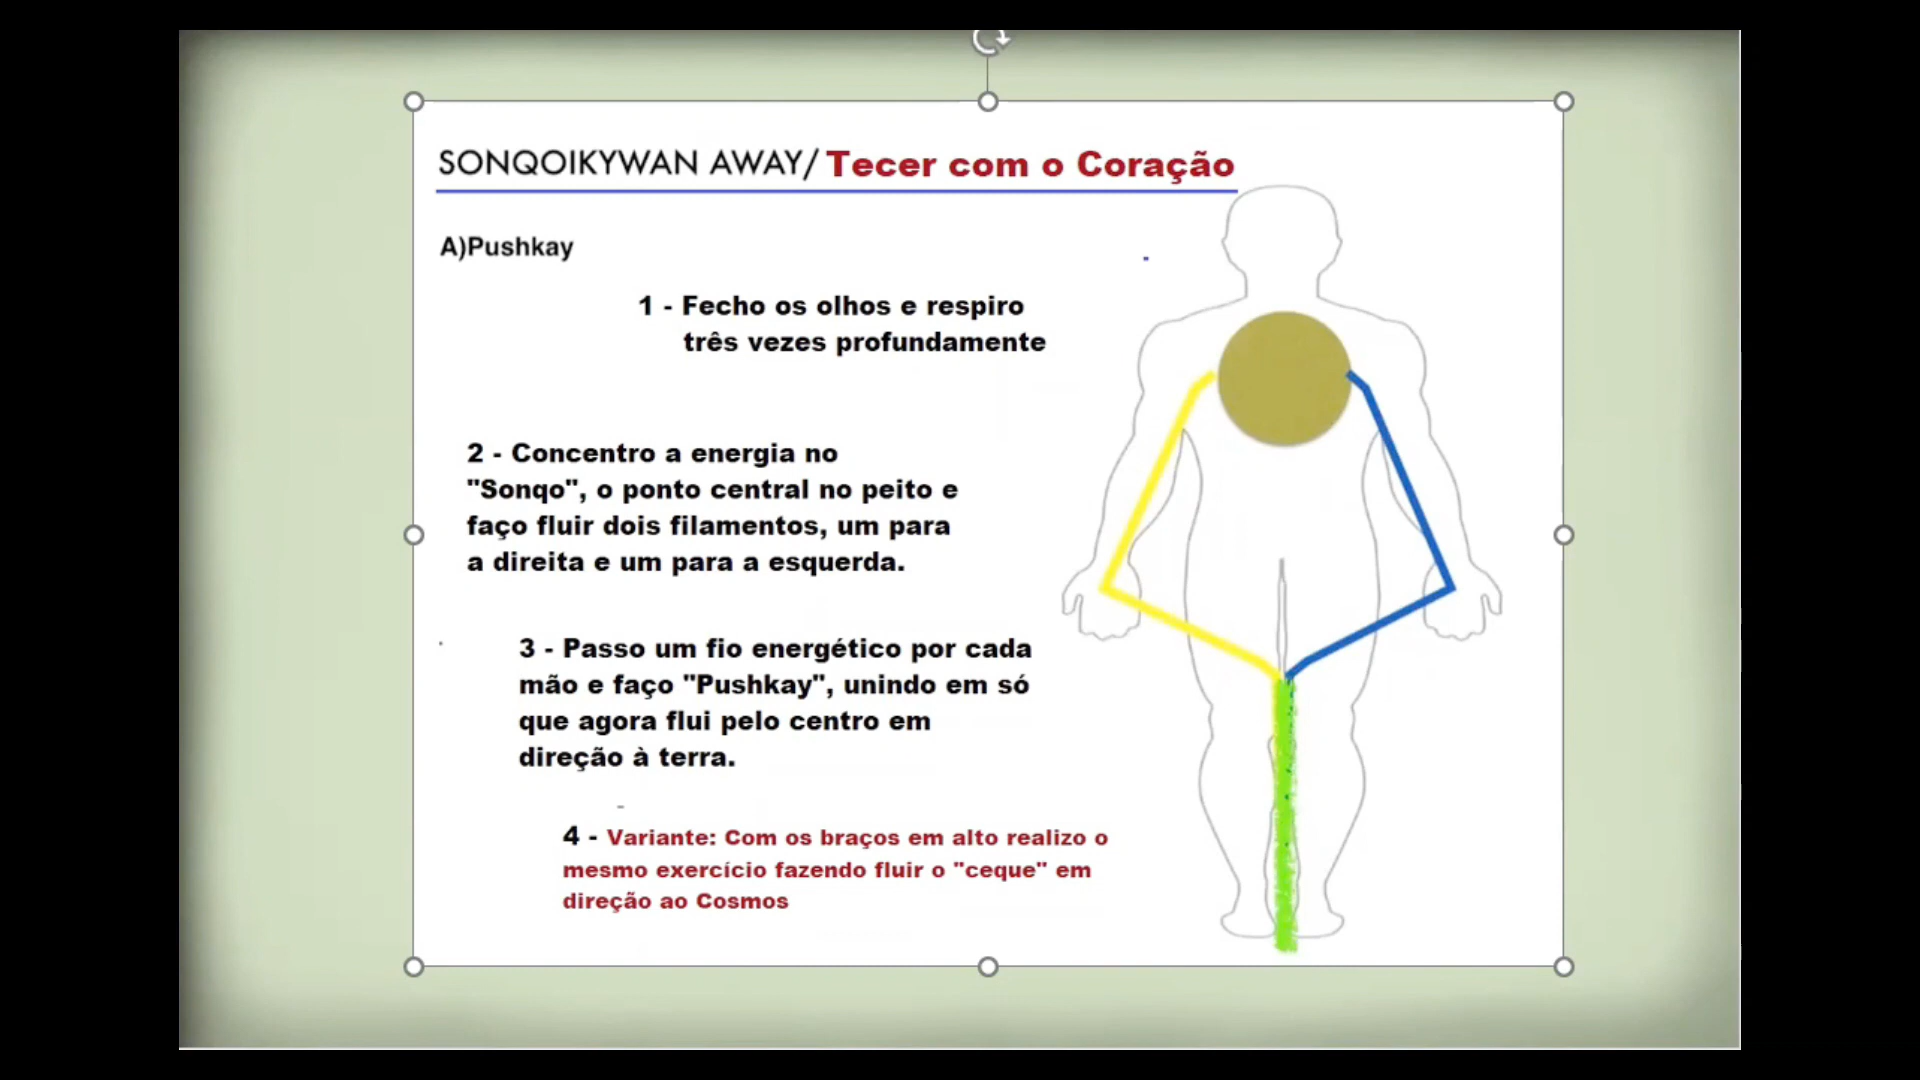 SONQOIKYWAN AWAY/Tecer com o Coração
A)Pushkay
1 - Fecho os olhos e respiro
três vezes profundamente
2 - Concentro a energia no
"Sonqo", o ponto central no peito e
faço fluir dois filamentos, um para
a direita e um para a esquerda.
3 - Passo um fio energético por cada
mão e faço "Pushkay", unindo em só
que agora flui pelo centro em
direção à terra.
4 - Variante: Com os braços em alto realizo o
mesmo exercício fazendo fluir o "ceque" em
direção ao Cosmos